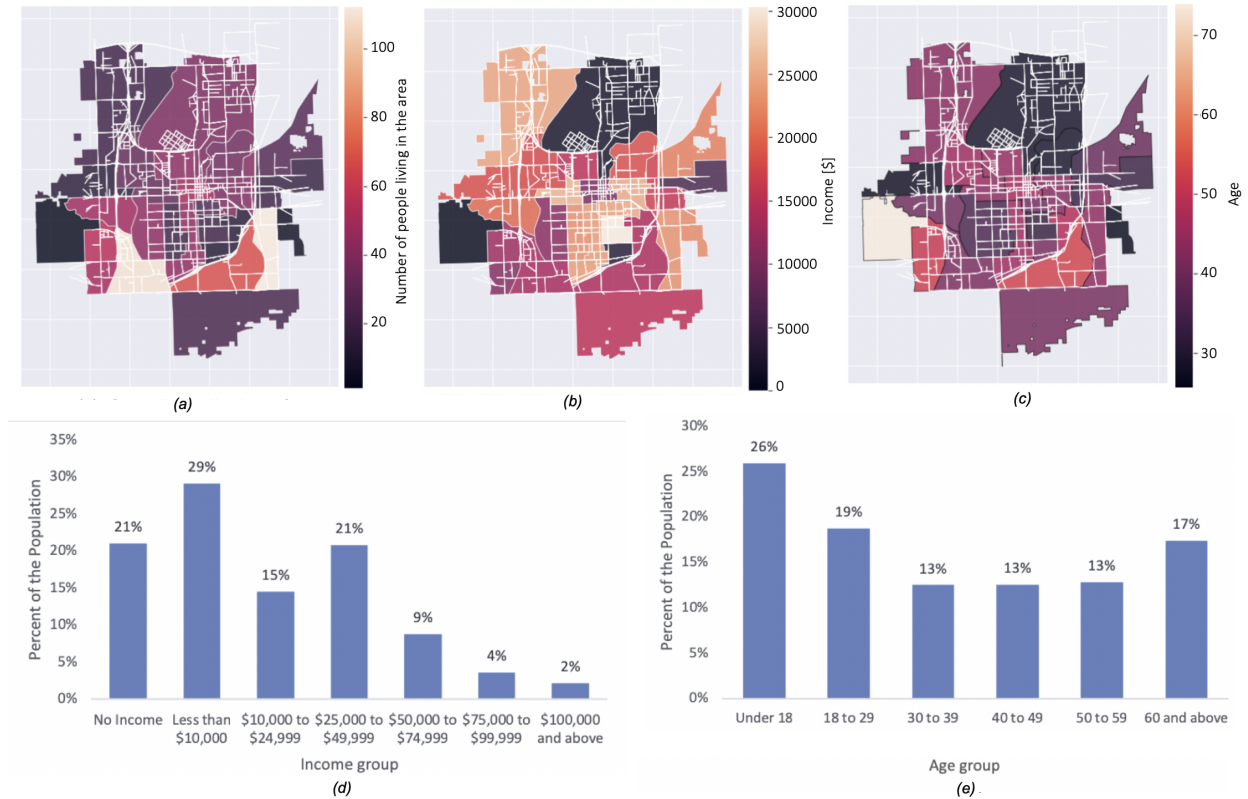 100
80
60
40
20
Number of people living in the area
(a)
30000
25000
20000
15000
10000
5000
0
Income [$]
(b)
70
60
50
40
30
Age
(c)
35%
30%
25%
20%
15%
10%
5%
0%
Percent of the Population
21%
29%
15%
21%
9%
4%
2%
No Income
Less than
$10,000
$10,000 to
$24,999
$25,000 to
$49,999
$50,000 to
$74,999
$75,000 to
$99,999
$100,000
and above
Income group
(d)
30%
25%
20%
15%
10%
5%
0%
Percent of the Population
26%
19%
13%
13%
13%
17%
Under 18
18 to 29
30 to 39
40 to 49
50 to 59
60 and above
Age group
(e)